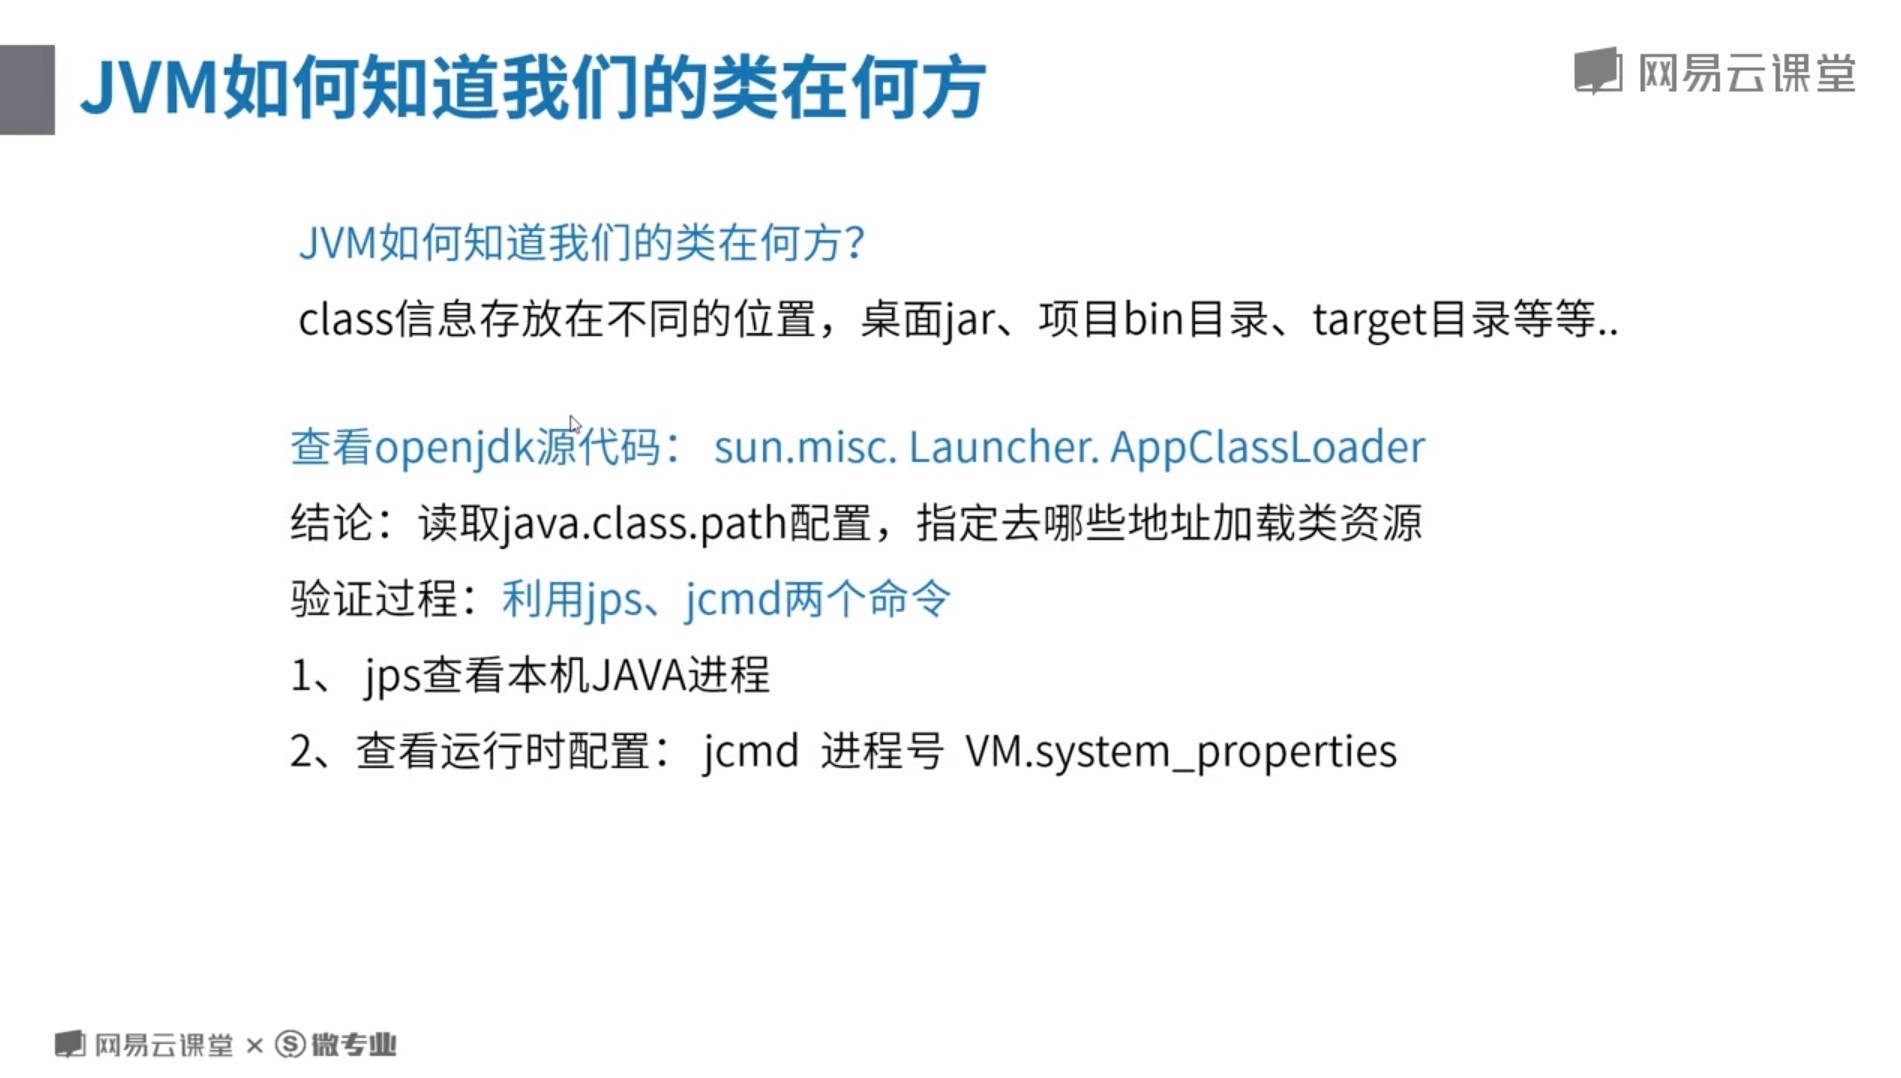 JVM如何知道我们的类在何方
网易云课堂
JVM如何知道我们的类在何方?
class信息存放在不同的位置，桌面jar、项目bin目录、target目录等等..
查看openjdk源代码： sun.misc. Launcher. AppClassLoader
结论：读取java.class.path配置，指定去哪些地址加载类资源
验证过程：利用jps、jcmd两个命令
1、 jps查看本机JAVA进程
2、查看运行时配置： jcmd 进程号 VM.system_properties
网易云课堂 × Ⓢ 微专业